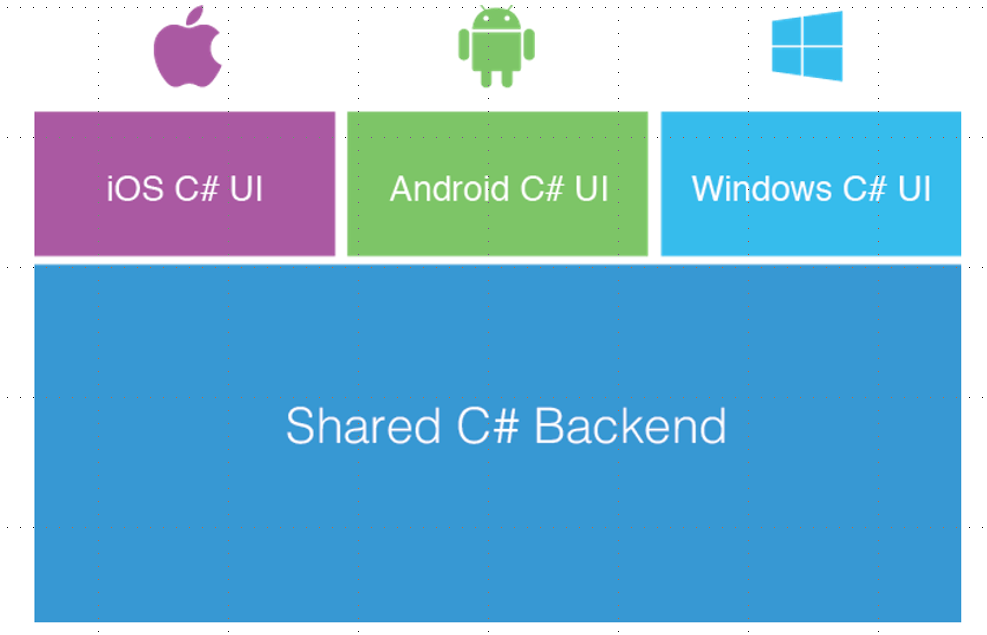 iOS C# UI
Android C# UI
Windows C# UI
Shared C# Backend